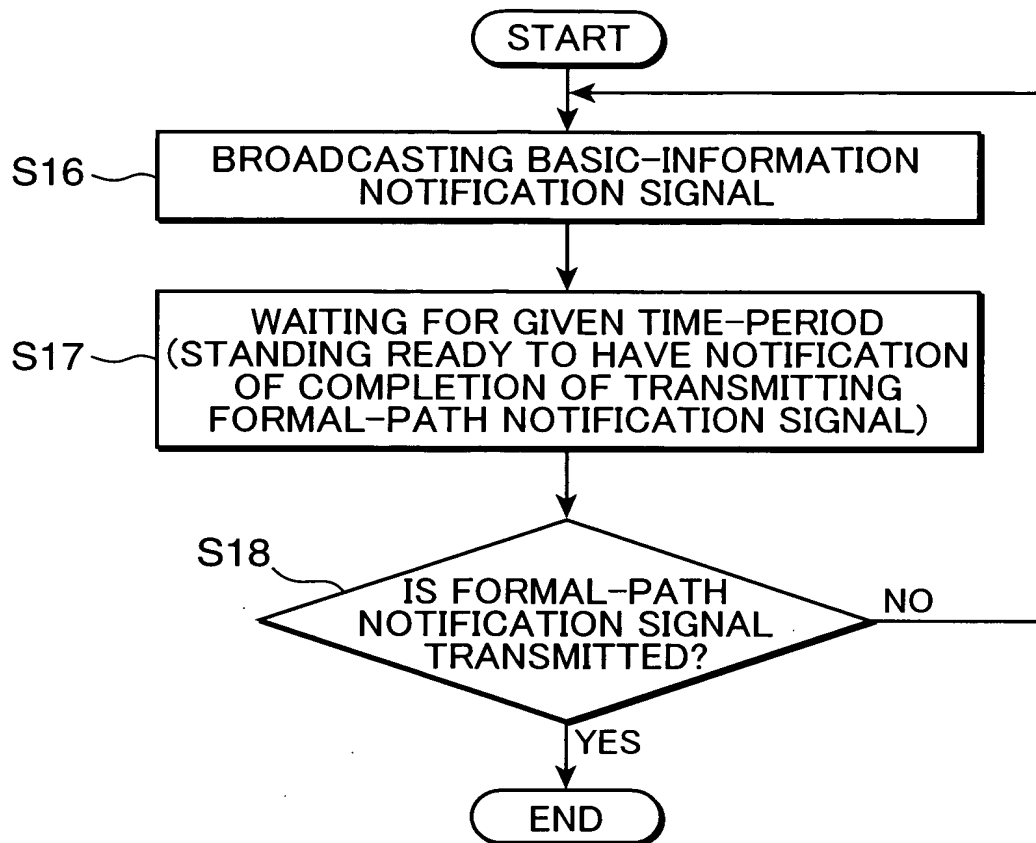 START
S16
BROADCASTING BASIC-INFORMATION
NOTIFICATION SIGNAL
S17
WAITING FOR GIVEN TIME-PERIOD
(STANDING READY TO HAVE NOTIFICATION
OF COMPLETION OF TRANSMITTING
FORMAL-PATH NOTIFICATION SIGNAL)
S18
IS FORMAL-PATH
NOTIFICATION SIGNAL
TRANSMITTED?
NO
YES
END